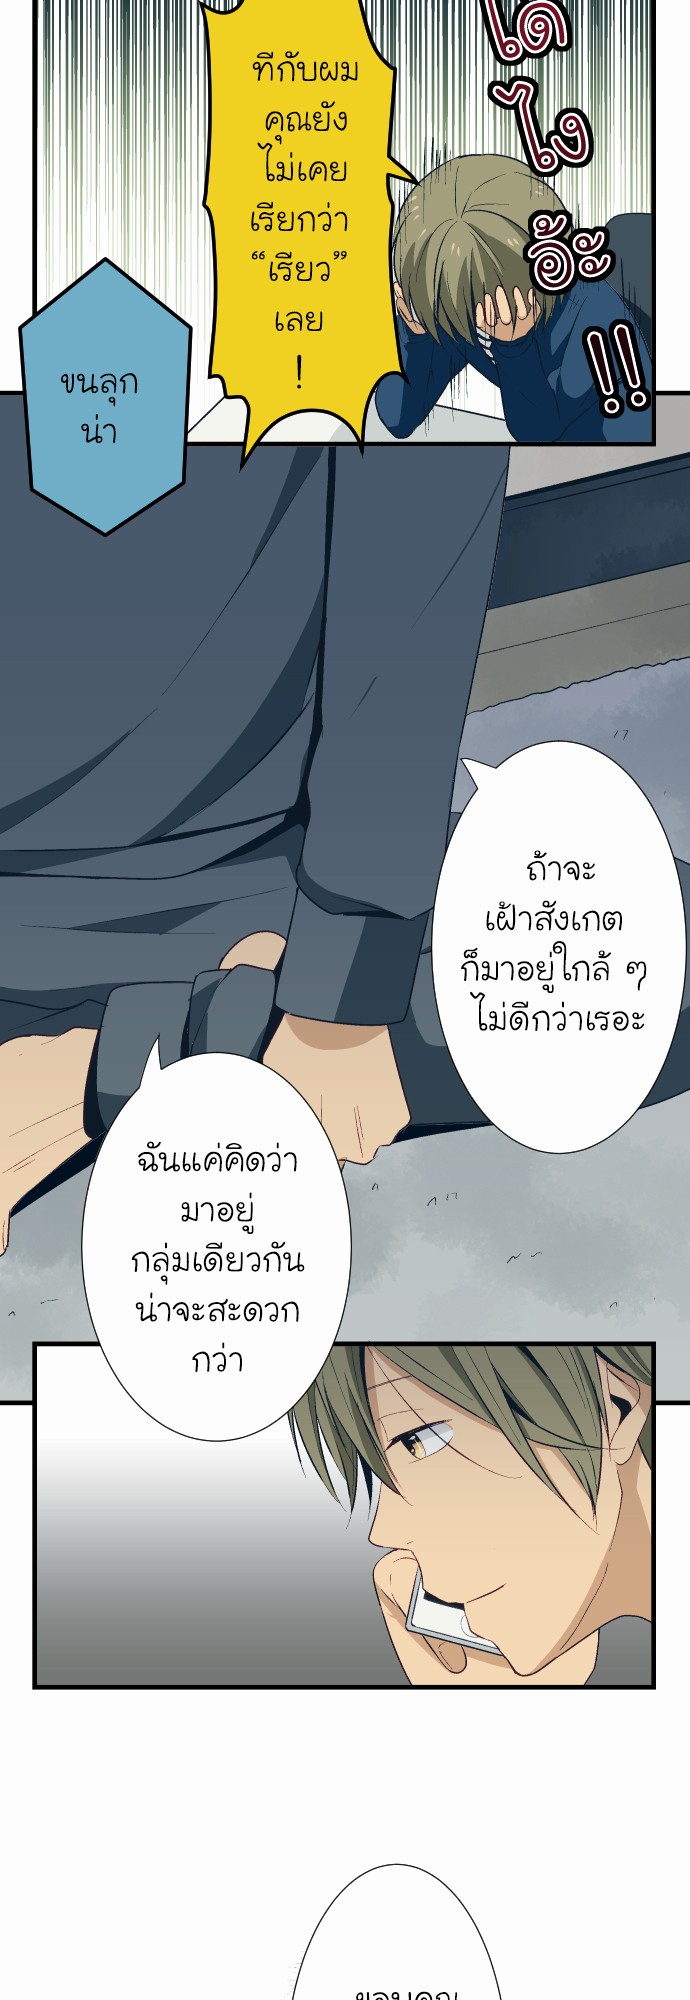 ได้
ไง
อ้ะ
!!
ทีกับผม
คุณยัง
ไม่เคย
เรียกว่า
“เรียว”
เลย
!
ขนลุก
น่า
ถ้าจะ
เฝ้าสังเกต
ก็มาอยู่ใกล้ ๆ
ไม่ดีกว่าเรอะ
ฉันแค่คิดว่า
มาอยู่
กลุ่มเดียวกัน
น่าจะสะดวก
กว่า
ขอบคุณ